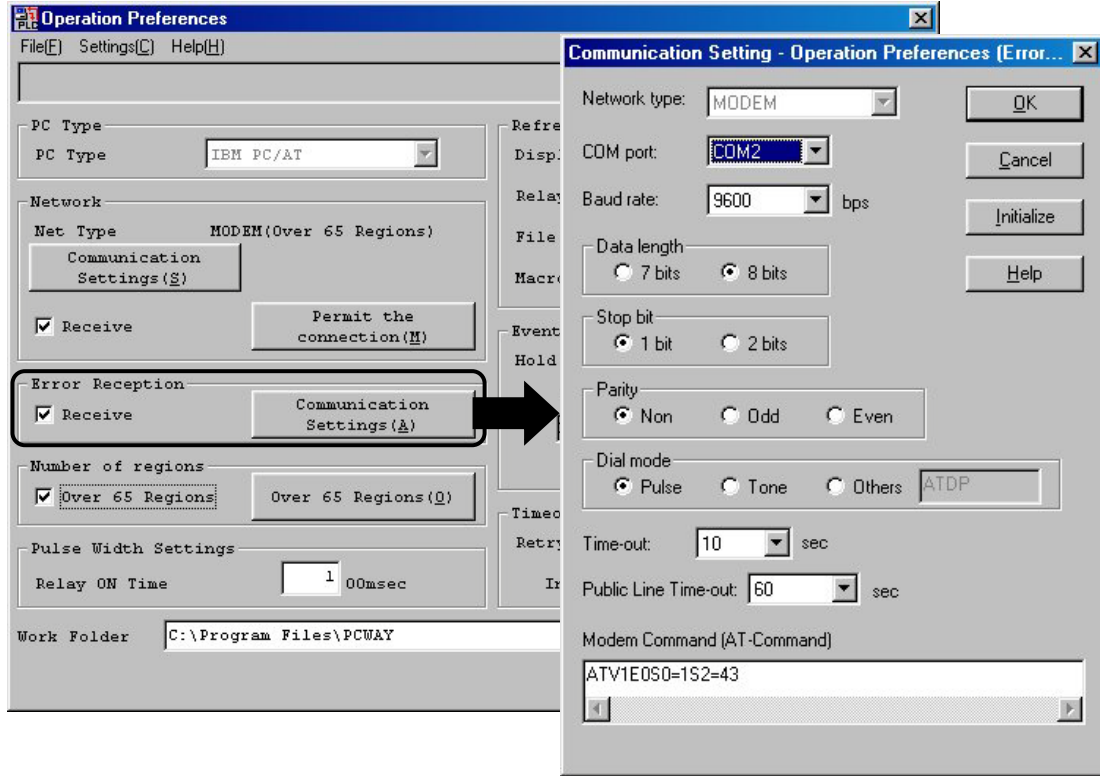 PLC
Operation Preferences
File(F) Settings(C) Help(H)
PC Type
PC Type IBM PC/AT
Network
Net Type MODEM(Over 65 Regions)
Communication
Settings(S)
Receive
Permit the
connection(M)
Error Reception
Receive
Communication
Settings(A)
Number of regions
Over 65 Regions
Over 65 Regions(O)
Pulse Width Settings
Relay ON Time 1 00msec
Work Folder C:\Program Files\PCWAY
Refre
Disp
Relay
File
Macro
Event
Hold
Timeo
Retry
In
Communication Setting - Operation Preferences (Error...
Network type: MODEM
COM port: COM2
Baud rate: 9600 bps
Data length
7 bits 8 bits
Stop bit
1 bit 2 bits
Parity
Non Odd Even
Dial mode
Pulse Tone Others ATDP
Time-out: 10 sec
Public Line Time-out: 60 sec
Modem Command (AT-Command)
ATV1E0S0=1S2=43
OK
Cancel
Initialize
Help